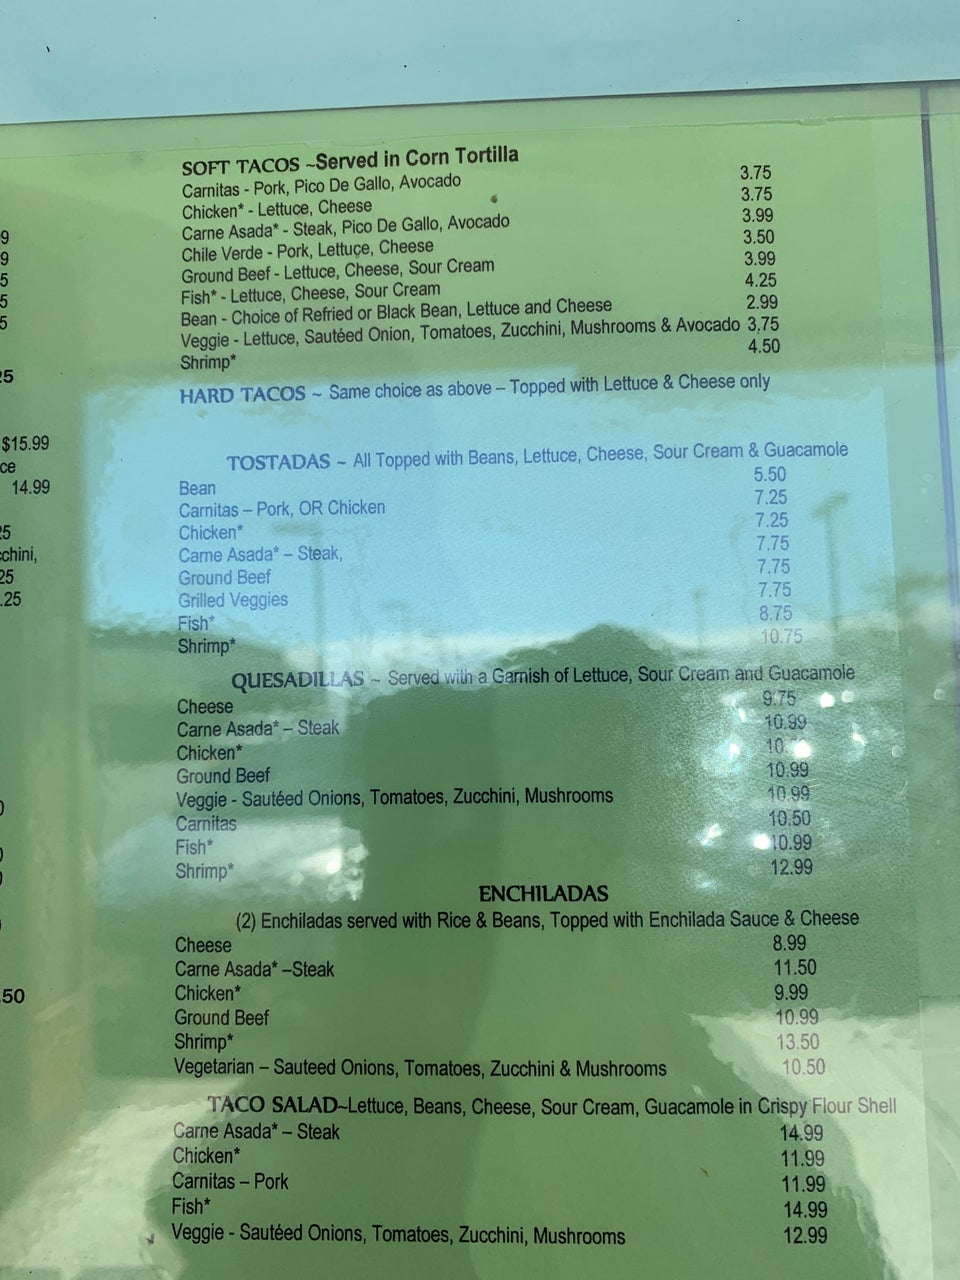 SOFT TACOS ~Served in Corn Tortilla
Carnitas - Pork, Pico De Gallo, Avocado 3.75
Chicken* - Lettuce, Cheese 3.75
Carne Asada* - Steak, Pico De Gallo, Avocado 3.99
Chile Verde - Pork, Lettuce, Cheese 3.50
Ground Beef - Lettuce, Cheese, Sour Cream 3.99
Fish* - Lettuce, Cheese, Sour Cream 4.25
Bean - Choice of Refried or Black Bean, Lettuce and Cheese 2.99
Veggie - Lettuce, Sautéed Onion, Tomatoes, Zucchini, Mushrooms & Avocado 3.75
Shrimp* 4.50
HARD TACOS ~ Same choice as above – Topped with Lettuce & Cheese only
TOSTADAS ~ All Topped with Beans, Lettuce, Cheese, Sour Cream & Guacamole
Bean 5.50
Carnitas – Pork, OR Chicken 7.25
Chicken* 7.25
Carne Asada* – Steak, 7.75
Ground Beef 7.75
Grilled Veggies 7.75
Fish* 8.75
Shrimp* 10.75
QUESADILLAS ~ Served with a Garnish of Lettuce, Sour Cream and Guacamole
Cheese 9.75
Carne Asada* – Steak 10.99
Chicken* 10.
Ground Beef 10.99
Veggie - Sautéed Onions, Tomatoes, Zucchini, Mushrooms 10.99
Carnitas 10.50
Fish* 10.99
Shrimp* 12.99
ENCHILADAS
(2) Enchiladas served with Rice & Beans, Topped with Enchilada Sauce & Cheese
Cheese 8.99
Carne Asada* –Steak 11.50
Chicken* 9.99
Ground Beef 10.99
Shrimp* 13.50
Vegetarian – Sauteed Onions, Tomatoes, Zucchini & Mushrooms 10.50
TACO SALAD~Lettuce, Beans, Cheese, Sour Cream, Guacamole in Crispy Flour Shell
Carne Asada* – Steak 14.99
Chicken* 11.99
Carnitas – Pork 11.99
Fish* 14.99
Veggie - Sautéed Onions, Tomatoes, Zucchini, Mushrooms 12.99
$15.99
14.99